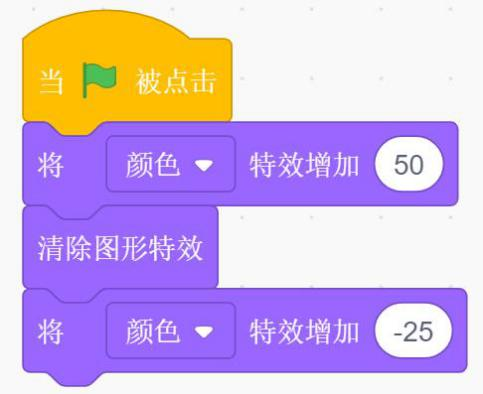 当 被点击
将 颜色 特效增加 50
清除图形特效
将 颜色 特效增加 -25